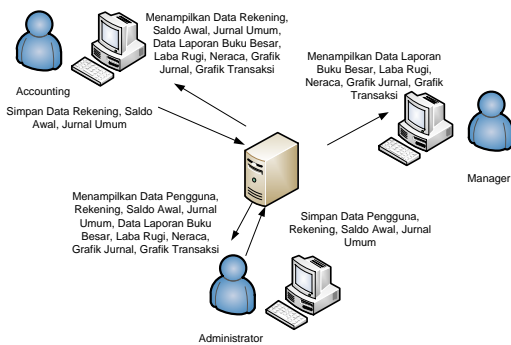 Menampilkan Data Rekening,
Saldo Awal, Jurnal Umum,
Data Laporan Buku Besar,
Laba Rugi, Neraca, Grafik
Jurnal, Grafik Transaksi
Accounting
Simpan Data Rekening, Saldo
Awal, Jurnal Umum
Menampilkan Data Laporan
Buku Besar, Laba Rugi,
Neraca, Grafik Jurnal, Grafik
Transaksi
Manager
Menampilkan Data Pengguna,
Rekening, Saldo Awal, Jurnal
Umum, Data Laporan Buku
Besar, Laba Rugi, Neraca,
Grafik Jurnal, Grafik Transaksi
Simpan Data Pengguna,
Rekening, Saldo Awal, Jurnal
Umum
Administrator